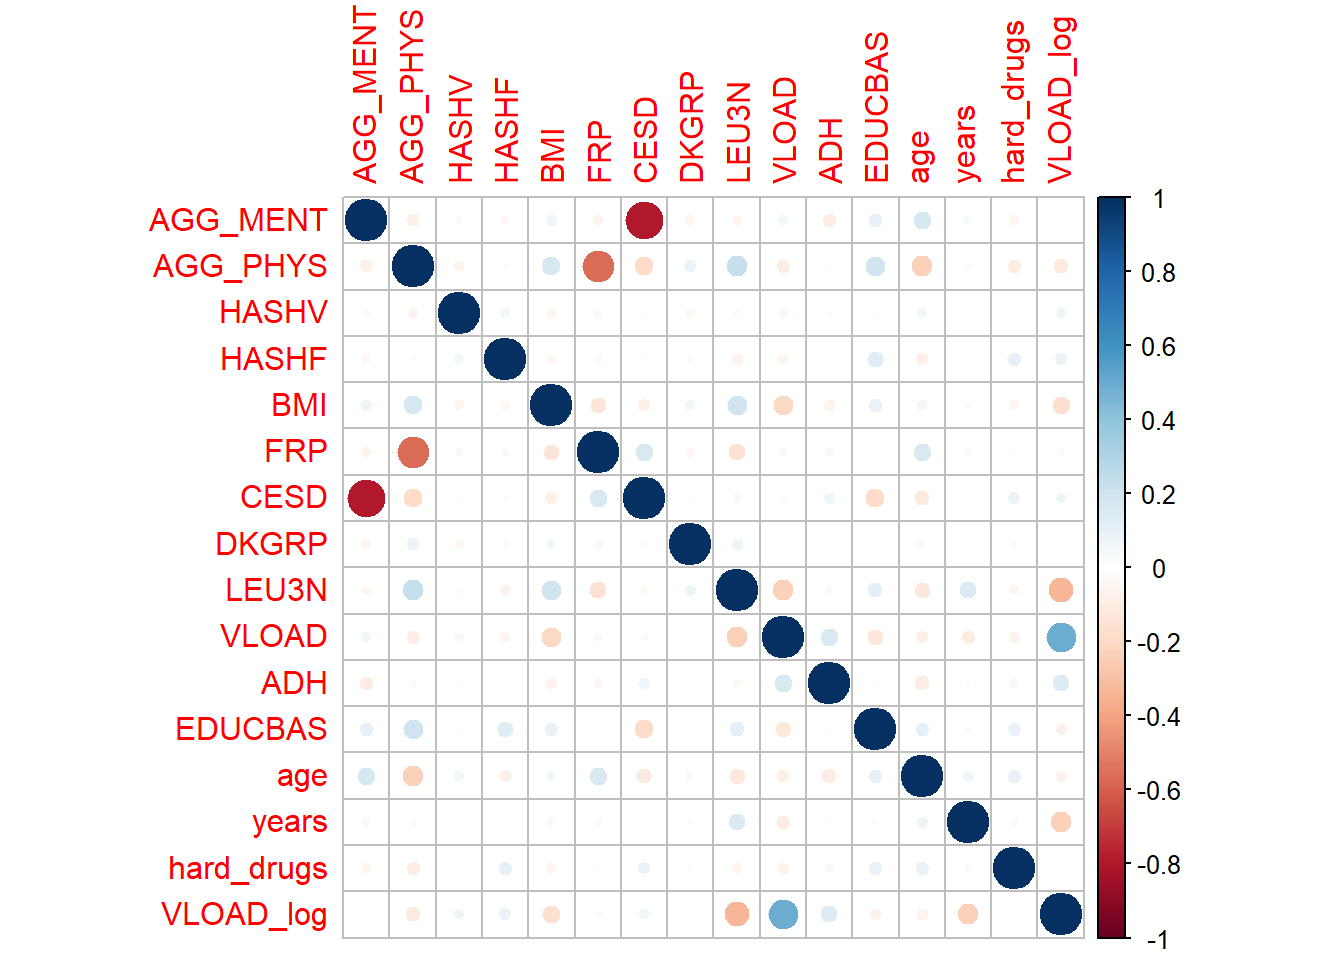 AGG_MENT
AGG_PHYS
HASHV
HASHF
BMI
FRP
CESD
DKGRP
LEU3N
VLOAD
ADH
EDUCBAS
age
years
hard_drugs
VLOAD_log
AGG_MENT
AGG_PHYS
HASHV
HASHF
BMI
FRP
CESD
DKGRP
LEU3N
VLOAD
ADH
EDUCBAS
age
years
hard_drugs
VLOAD_log
1
0.8
0.6
0.4
0.2
0
-0.2
-0.4
-0.6
-0.8
-1